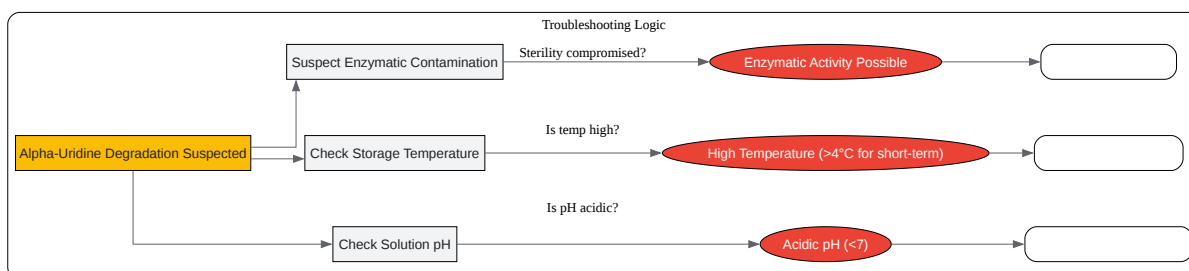 Troubleshooting Logic
Suspect Enzymatic Contamination
Sterility compromised?
Enzymatic Activity Possible
Alpha-Uridine Degradation Suspected
Check Storage Temperature
Is temp high?
High Temperature (>4°C for short-term)
Check Solution pH
Is pH acidic?
Acidic pH (<7)